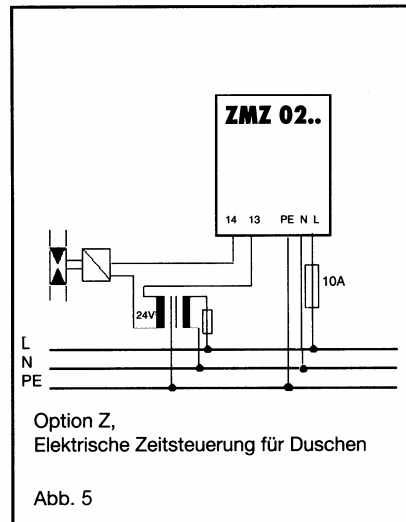 ZMZ 02..
14 13 PE N L
10A
24V
L
N
PE
Option Z,
Elektrische Zeitsteuerung für Duschen
Abb. 5